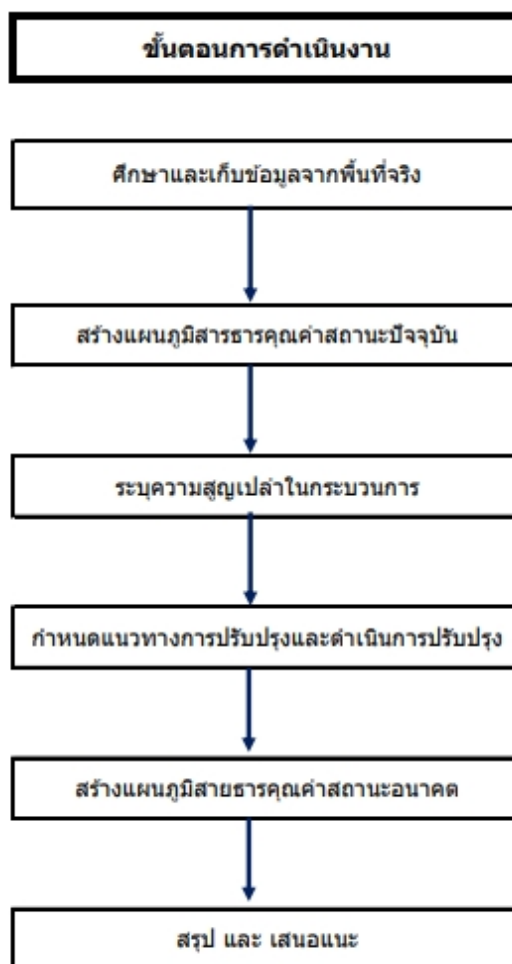 ขั้นตอนการดำเนินงาน
ศึกษาและเก็บข้อมูลจากพื้นที่จริง
สร้างแผนภูมิสารธารคุณค่าสถานะปัจจุบัน
ระบุความสูญเปล่าในกระบวนการ
กำหนดแนวทางการปรับปรุงและดำเนินการปรับปรุง
สร้างแผนภูมิสายธารคุณค่าสถานะอนาคต
สรุป และ เสนอแนะ